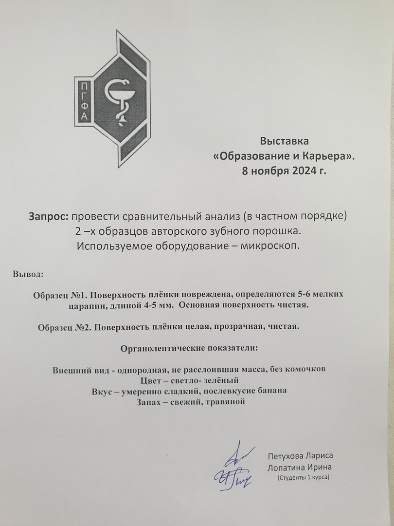 ПГФА
Выставка
«Образование и Карьера».
8 ноября 2024 г.
Запрос: провести сравнительный анализ (в частном порядке)
2 –х образцов авторского зубного порошка.
Используемое оборудование – микроскоп.
Вывод:
Образец №1. Поверхность плёнки повреждена, определяются 5-6 мелких
царапин, длиной 4-5 мм. Основная поверхность чистая.
Образец №2. Поверхность плёнки целая, прозрачная, чистая.
Органолептические показатели:
Внешний вид - однородная, не расслоившая масса, без комочков
Цвет – светло- зелёный
Вкус – умеренно сладкий, послевкусие банана
Запах – свежий, травяной
Петухова Лариса
Лопатина Ирина
(Студенты 1 курса)